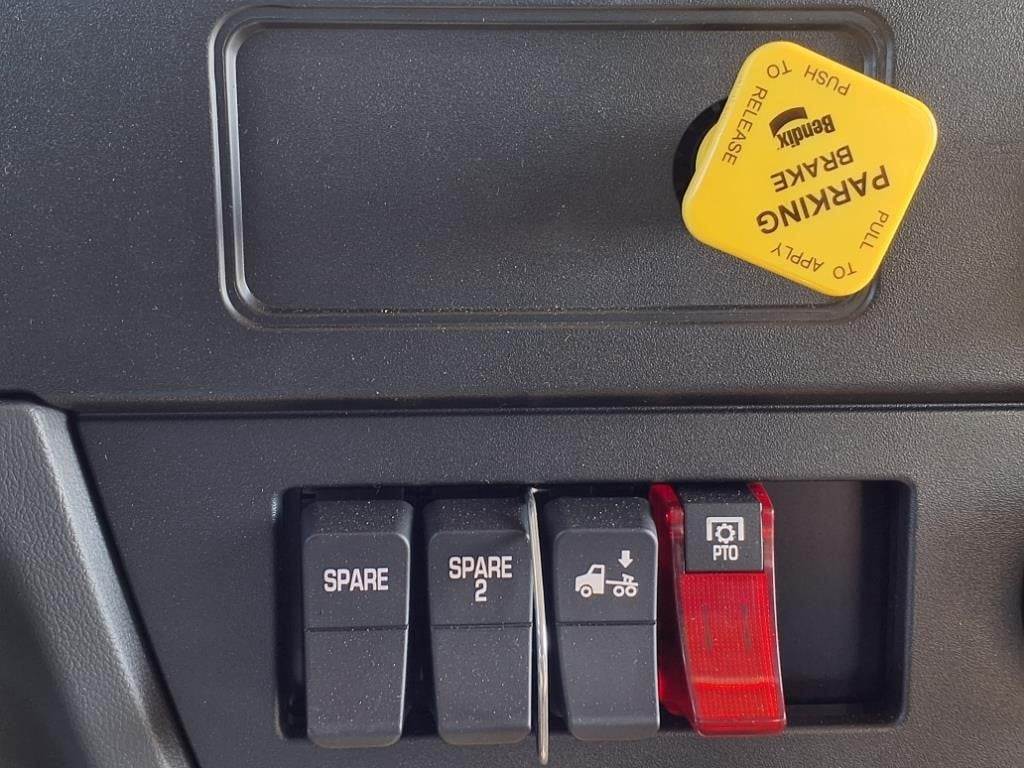 PULL
TO APPLY
PARKING
BRAKE
Bendix
PUSH
TO RELEASE
SPARE
SPARE
2
PTO